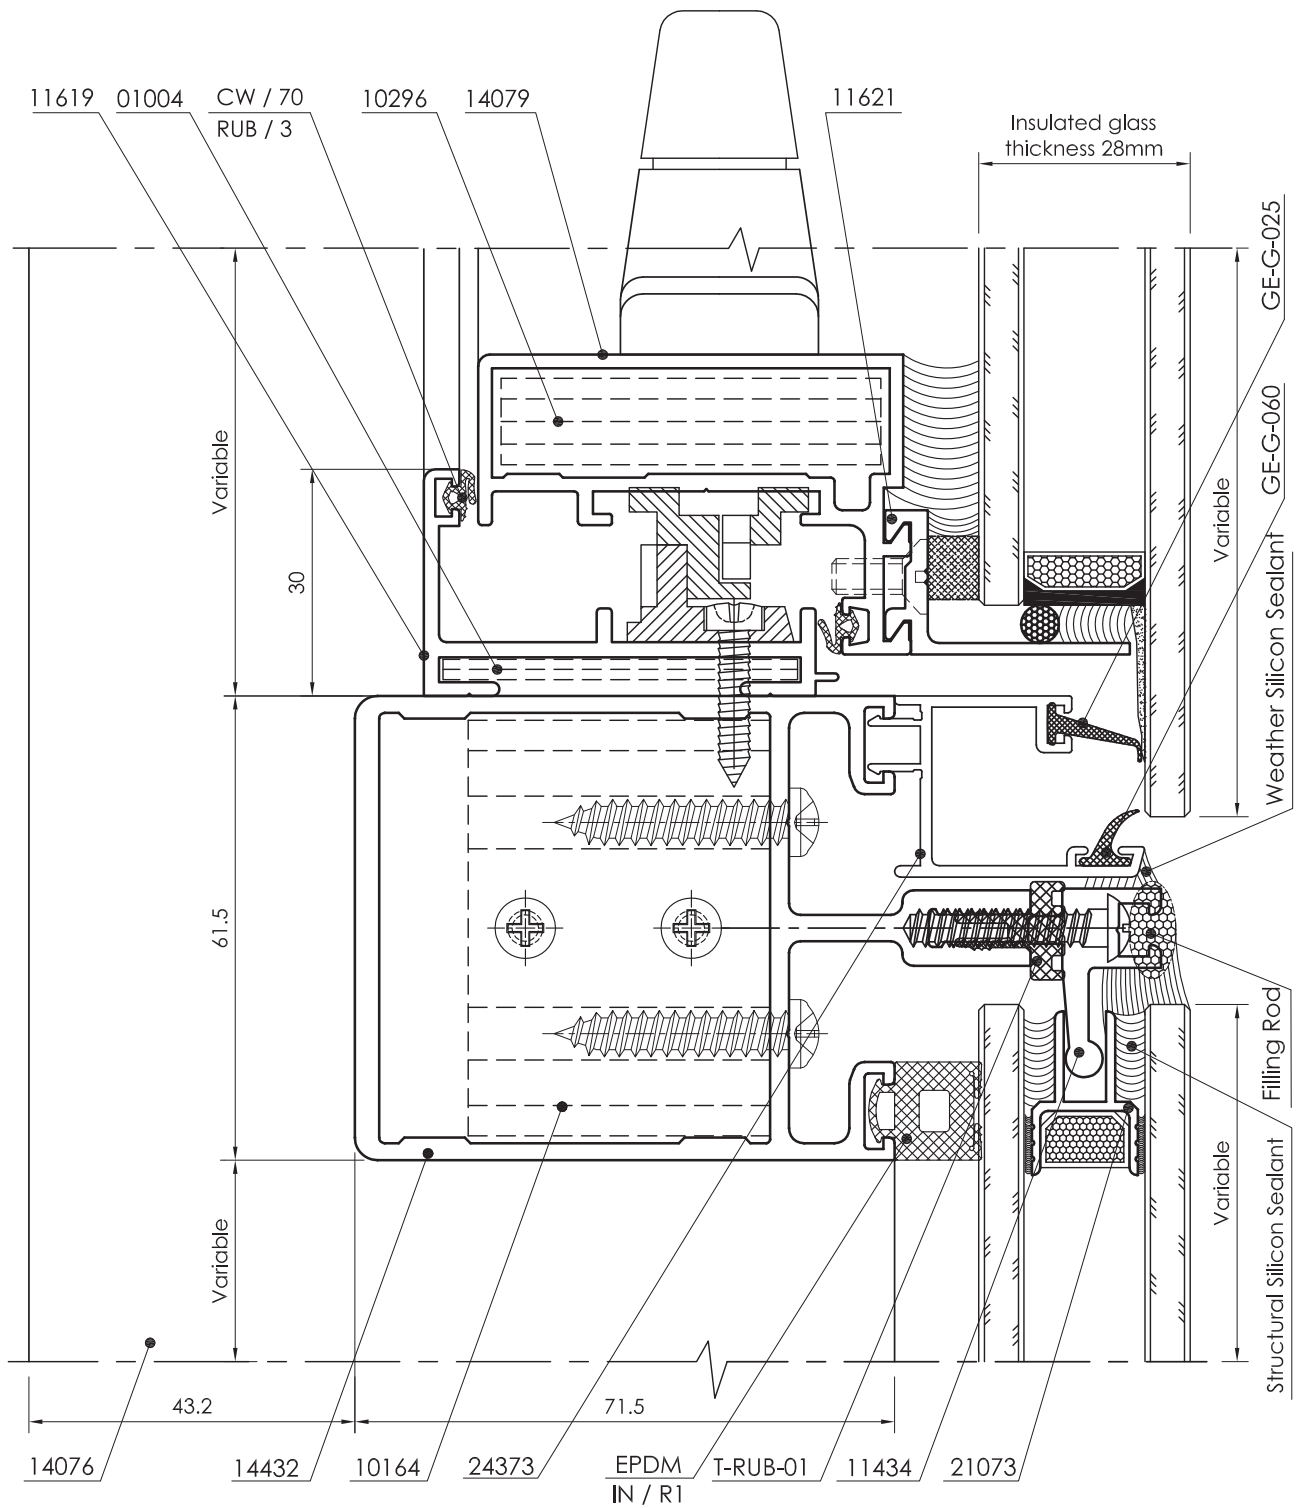 11619
01004
CW / 70
RUB / 3
10296
14079
11621
Insulated glass
thickness 28mm
GE-G-025
GE-G-060
Weather Silicon Sealant
Variable
Variable
30
61.5
Variable
Variable
Filling Rod
Structural Silicon Sealant
43.2
71.5
14076
14432
10164
24373
EPDM
IN / R1
T-RUB-01
11434
21073